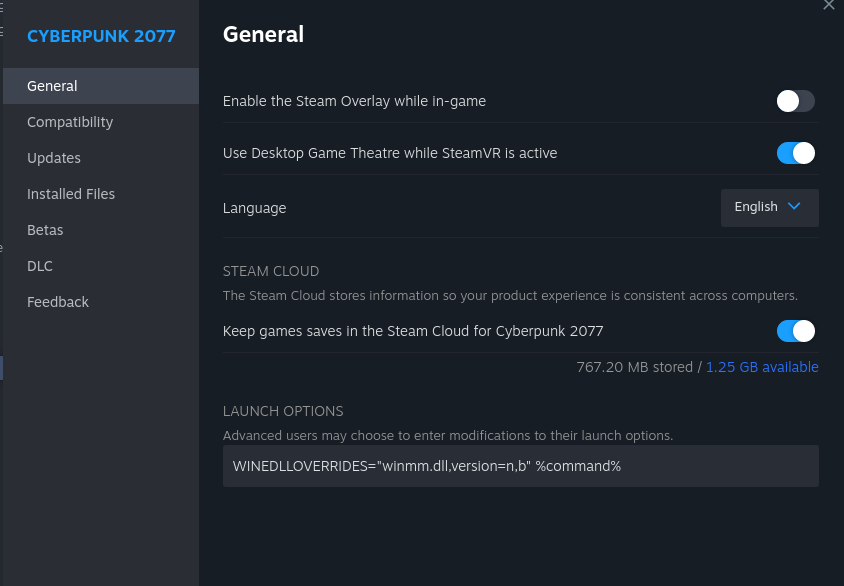 CYBERPUNK 2077
General
Compatibility
Updates
Installed Files
Betas
DLC
Feedback
General
Enable the Steam Overlay while in-game
Use Desktop Game Theatre while SteamVR is active
Language
English
STEAM CLOUD
The Steam Cloud stores information so your product experience is consistent across computers.
Keep games saves in the Steam Cloud for Cyberpunk 2077
767.20 MB stored / 1.25 GB available
LAUNCH OPTIONS
Advanced users may choose to enter modifications to their launch options.
WINEDLLOVERRIDES="winmm.dll,version=n,b" %command%